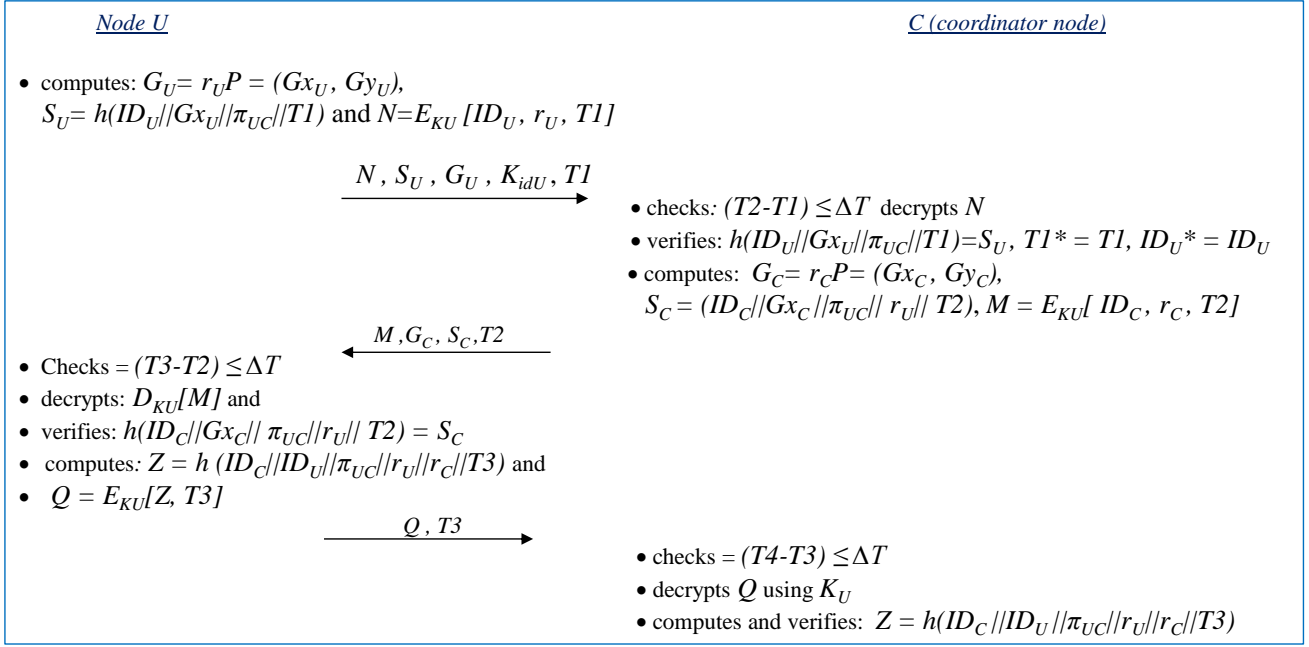 Node U
C (coordinator node)
• computes: G_U= r_UP = (Gx_U , Gy_U),
S_U= h(ID_U||Gx_U||π_UC||T1) and N=E_KU [ID_U, r_U, T1]
N , S_U , G_U , K_idU, T1
• checks: (T2-T1) ≤ ΔT decrypts N
• verifies: h(ID_U||Gx_U||π_UC||T1)=S_U, T1* = T1, ID_U* = ID_U
• computes: G_C= r_CP= (Gx_C, Gy_C),
S_C = (ID_C||Gx_C||π_UC|| r_U|| T2), M = E_KU[ ID_C, r_C, T2]
M ,G_C, S_C,T2
• Checks = (T3-T2) ≤ ΔT
• decrypts: D_KU[M] and
• verifies: h(ID_C||Gx_C|| π_UC||r_U|| T2) = S_C
• computes: Z = h (ID_C||ID_U||π_UC||r_U||r_C||T3) and
• Q = E_KU[Z, T3]
Q , T3
• checks = (T4-T3) ≤ ΔT
• decrypts Q using K_U
• computes and verifies: Z = h(ID_C||ID_U||π_UC||r_U||r_C||T3)